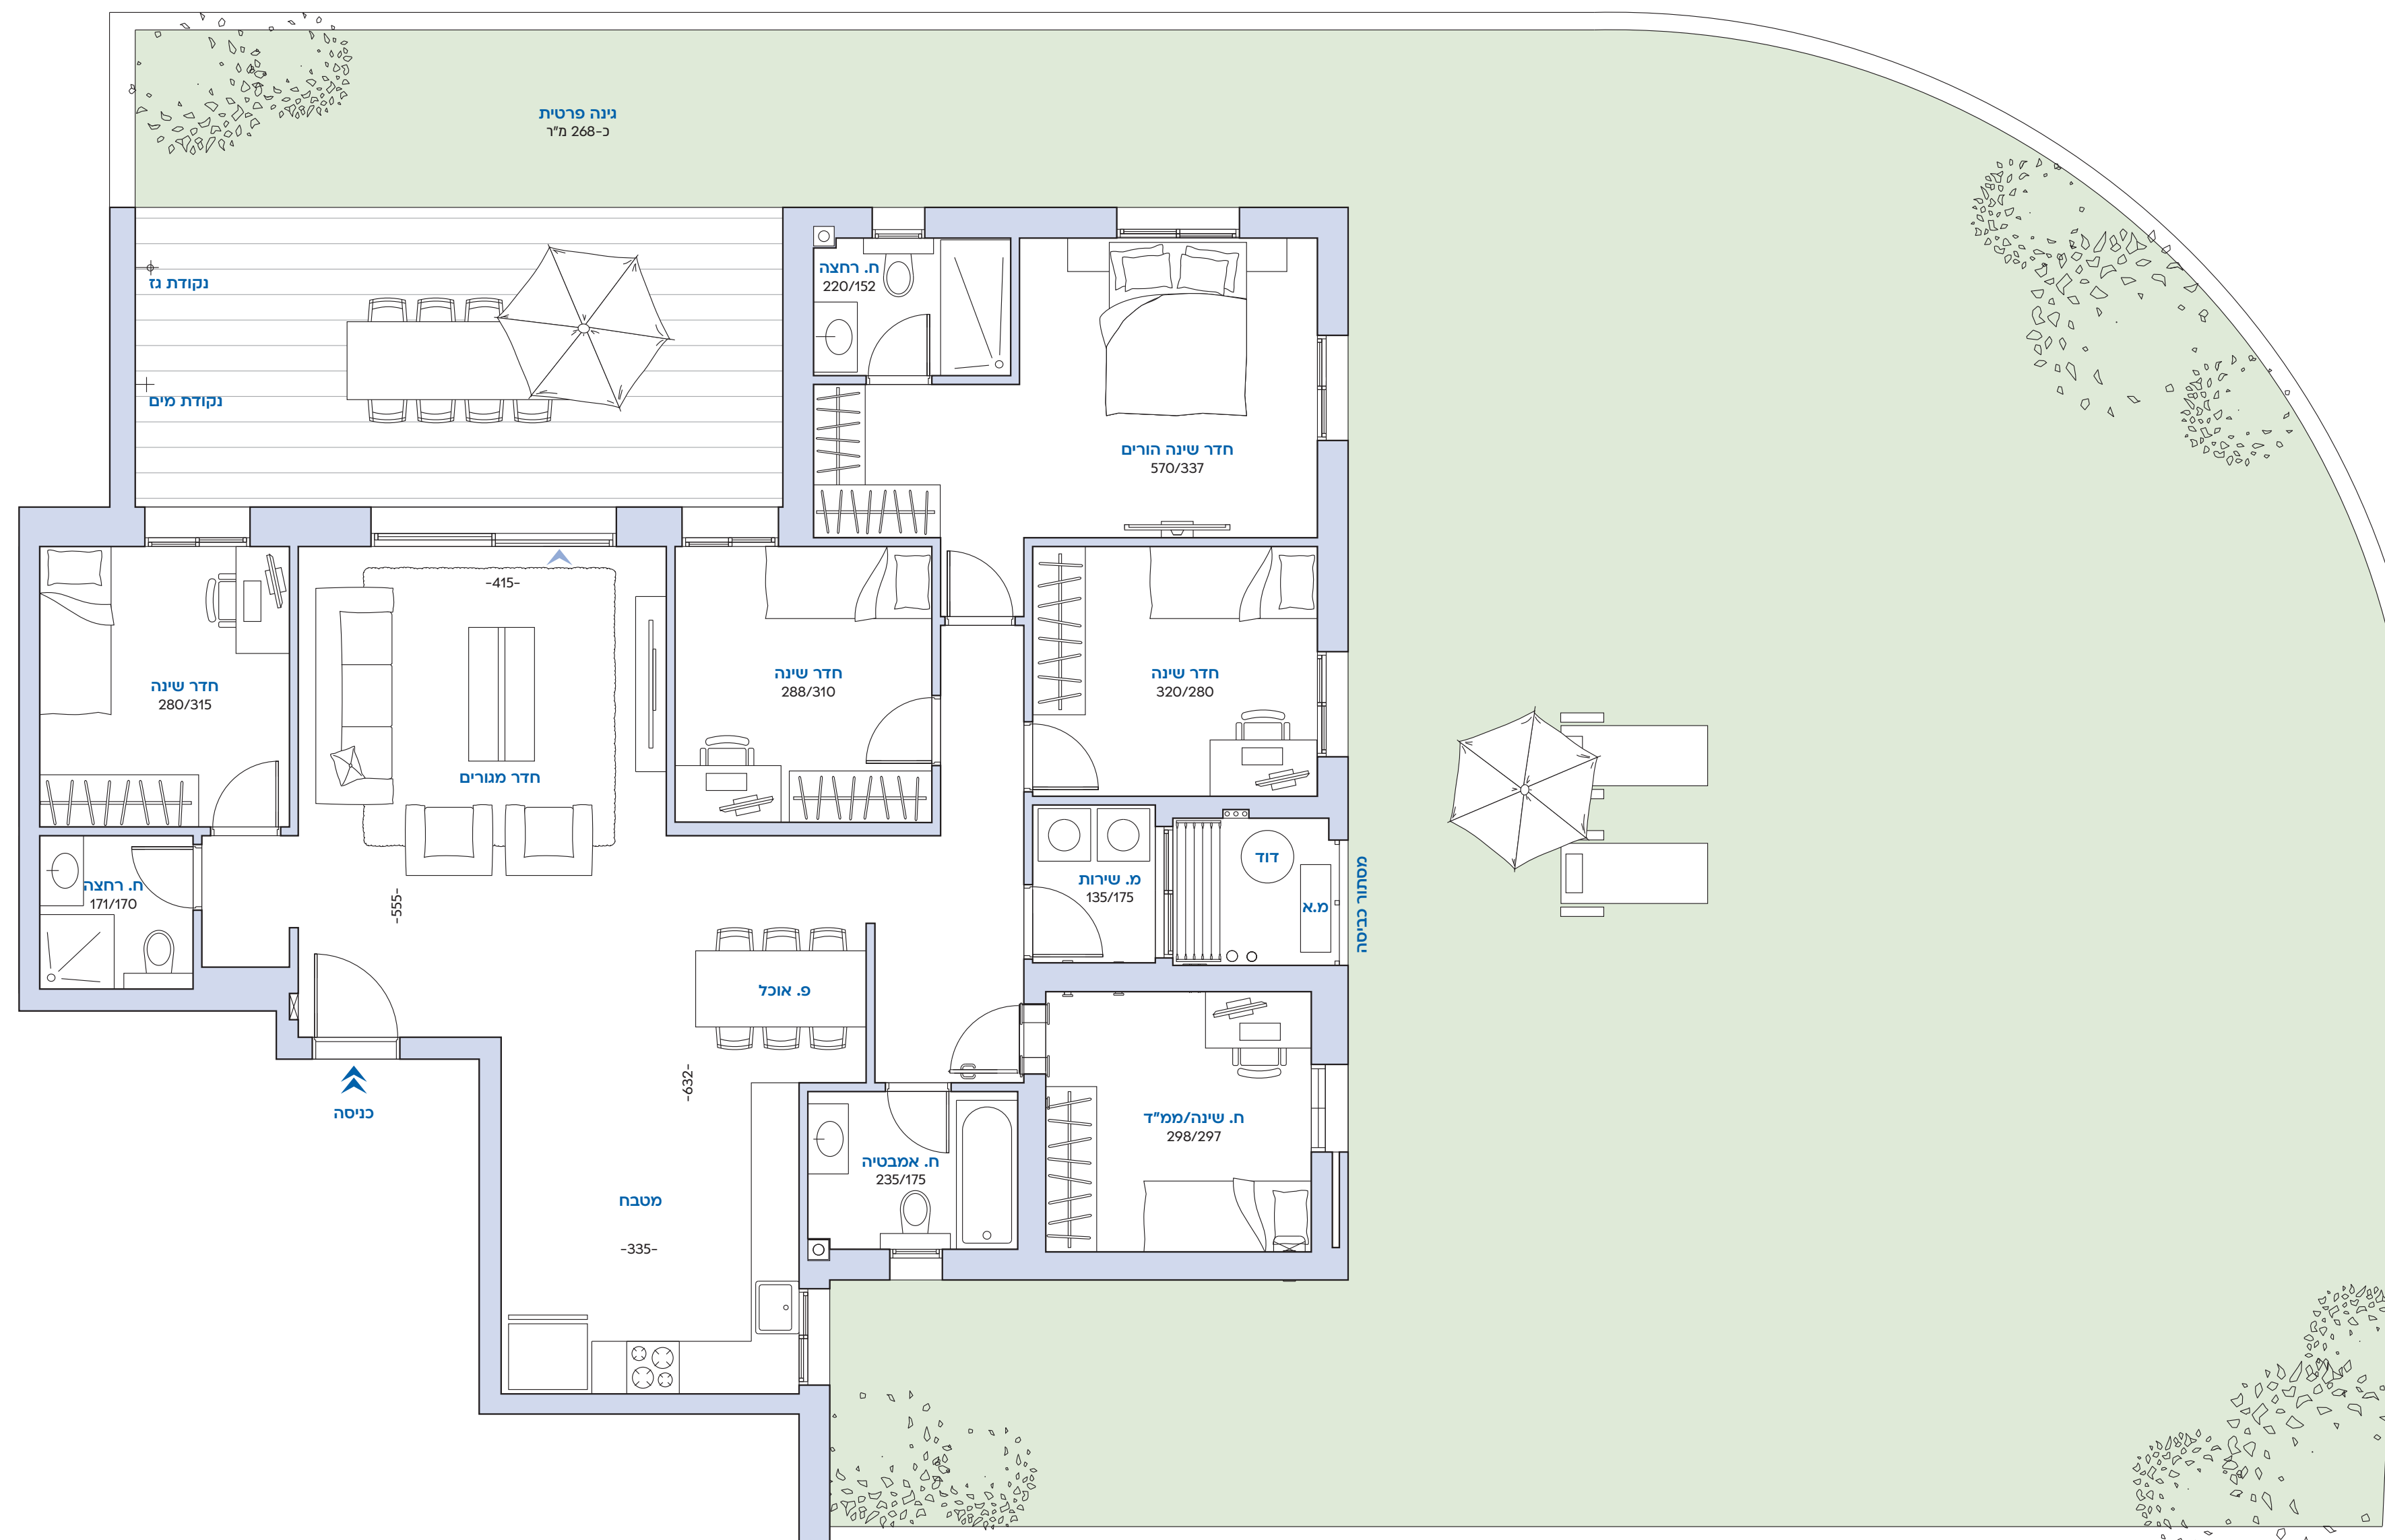 גינה פרטית
כ-268 מ"ר
נקודת גז
נקודת מים
ח. רחצה
220/152
חדר שינה הורים
570/337
-415-
חדר שינה
280/315
חדר מגורים
חדר שינה
288/310
חדר שינה
320/280
ח. רחצה
171/170
-555-
מ. שירות
135/175
דוד
מ.א
מסתור כביסה
פ. אוכל
כניסה
-632-
ח. שינה/ממ"ד
298/297
ח. אמבטיה
235/175
מטבח
-335-